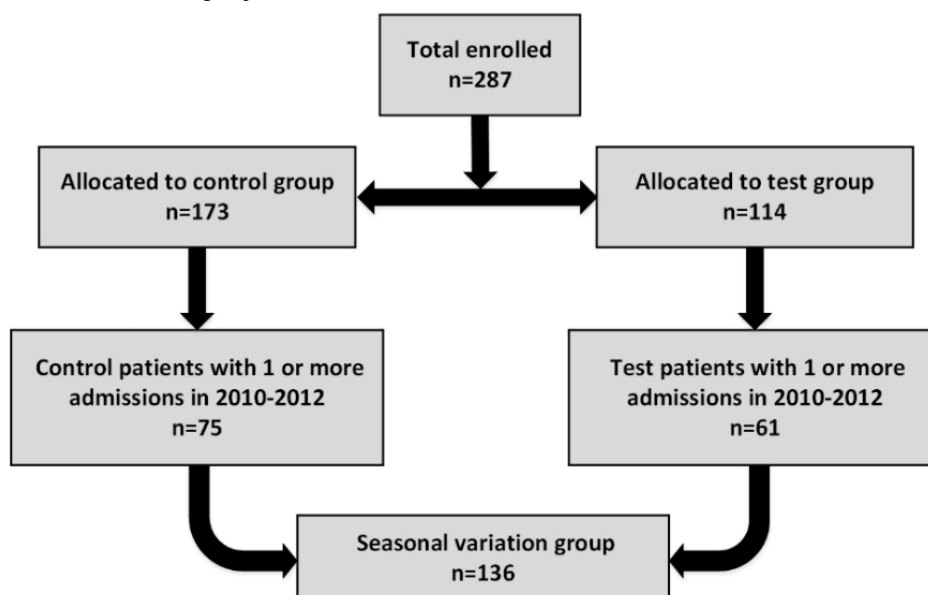 Total enrolled
n=287
Allocated to control group
n=173
Allocated to test group
n=114
Control patients with 1 or more
admissions in 2010-2012
n=75
Test patients with 1 or more
admissions in 2010-2012
n=61
Seasonal variation group
n=136